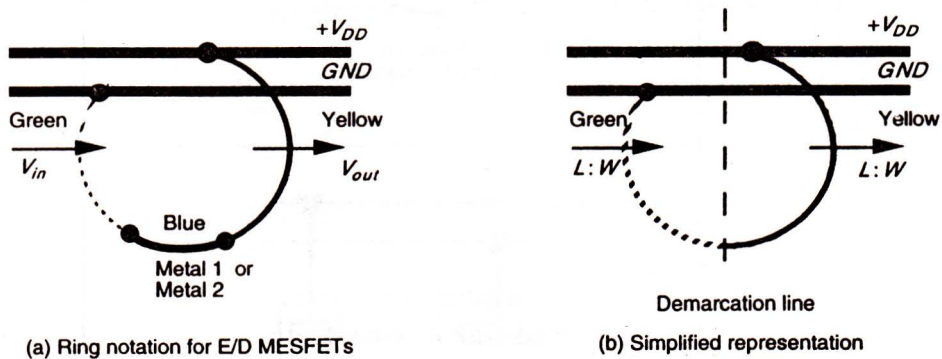 +V_DD
GND
Green
Yellow
V_in
V_out
Blue
Metal 1 or
Metal 2
(a) Ring notation for E/D MESFETs
+V_DD
GND
Green
Yellow
L:W
L:W
Demarcation line
(b) Simplified representation